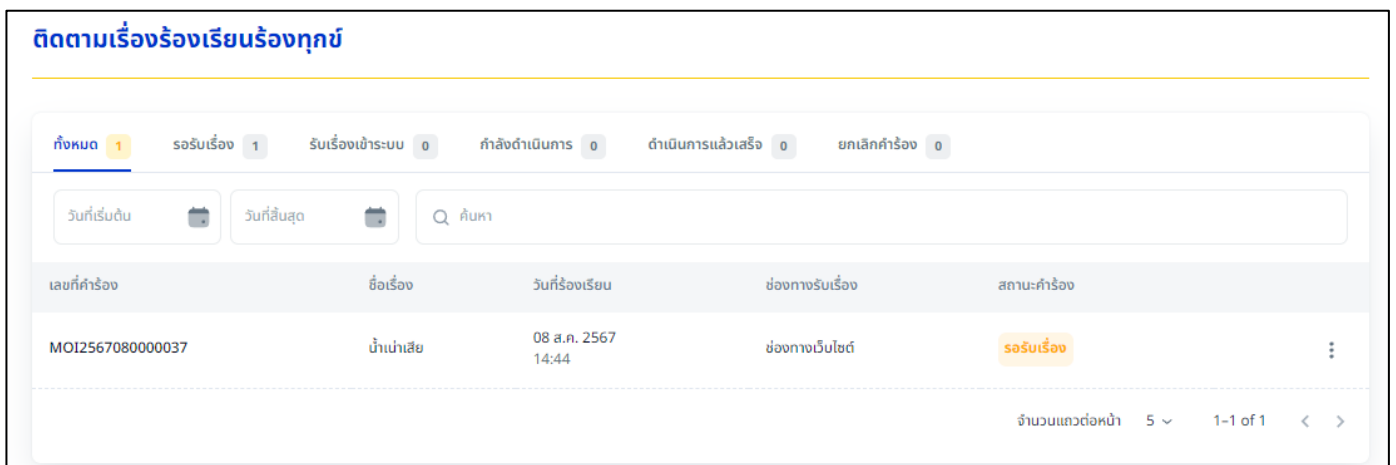 ติดตามเรื่องร้องเรียนร้องทุกข์
ทั้งหมด 1 รอรับเรื่อง 1 รับเรื่องเข้าระบบ 0 กำลังดำเนินการ 0 ดำเนินการแล้วเสร็จ 0 ยกเลิกคำร้อง 0
วันที่เริ่มต้น วันที่สิ้นสุด ค้นหา
เลขที่คำร้อง ชื่อเรื่อง วันที่ร้องเรียน ช่องทางรับเรื่อง สถานะคำร้อง
MOI2567080000037 น้ำเน่าเสีย 08 ส.ค. 2567 ช่องทางเว็บไซต์ รอรับเรื่อง
14:44
จำนวนแถวต่อหน้า 5 1–1 of 1